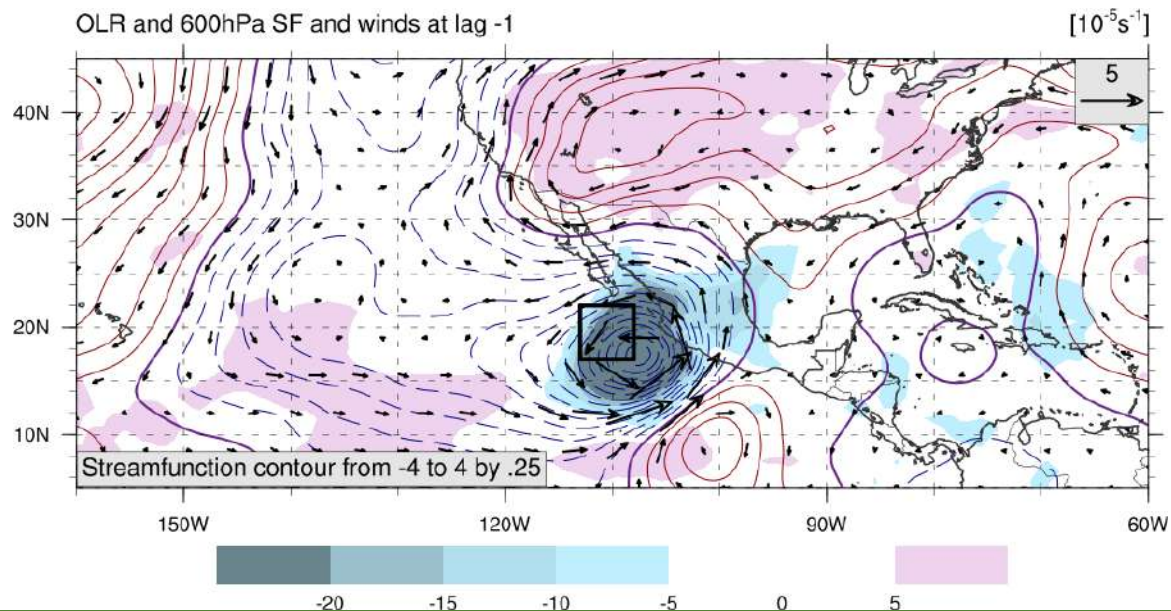 OLR and 600hPa SF and winds at lag -1
[10⁻⁵s⁻¹]
5
40N
30N
20N
10N
Streamfunction contour from -4 to 4 by .25
150W 120W 90W 60W
-20 -15 -10 -5 0 5